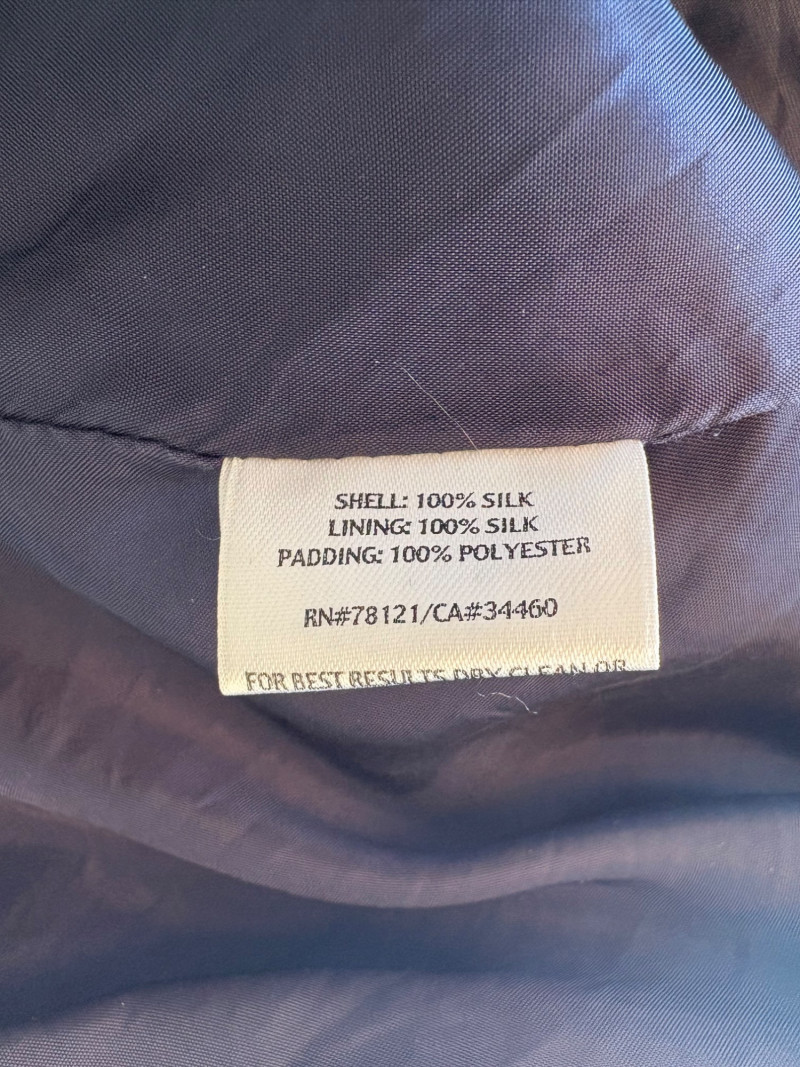 SHELL: 100% SILK
LINING: 100% SILK
PADDING: 100% POLYESTER
RN#78121/CA#34460
FOR BEST RESULTS DRY CLEAN OR